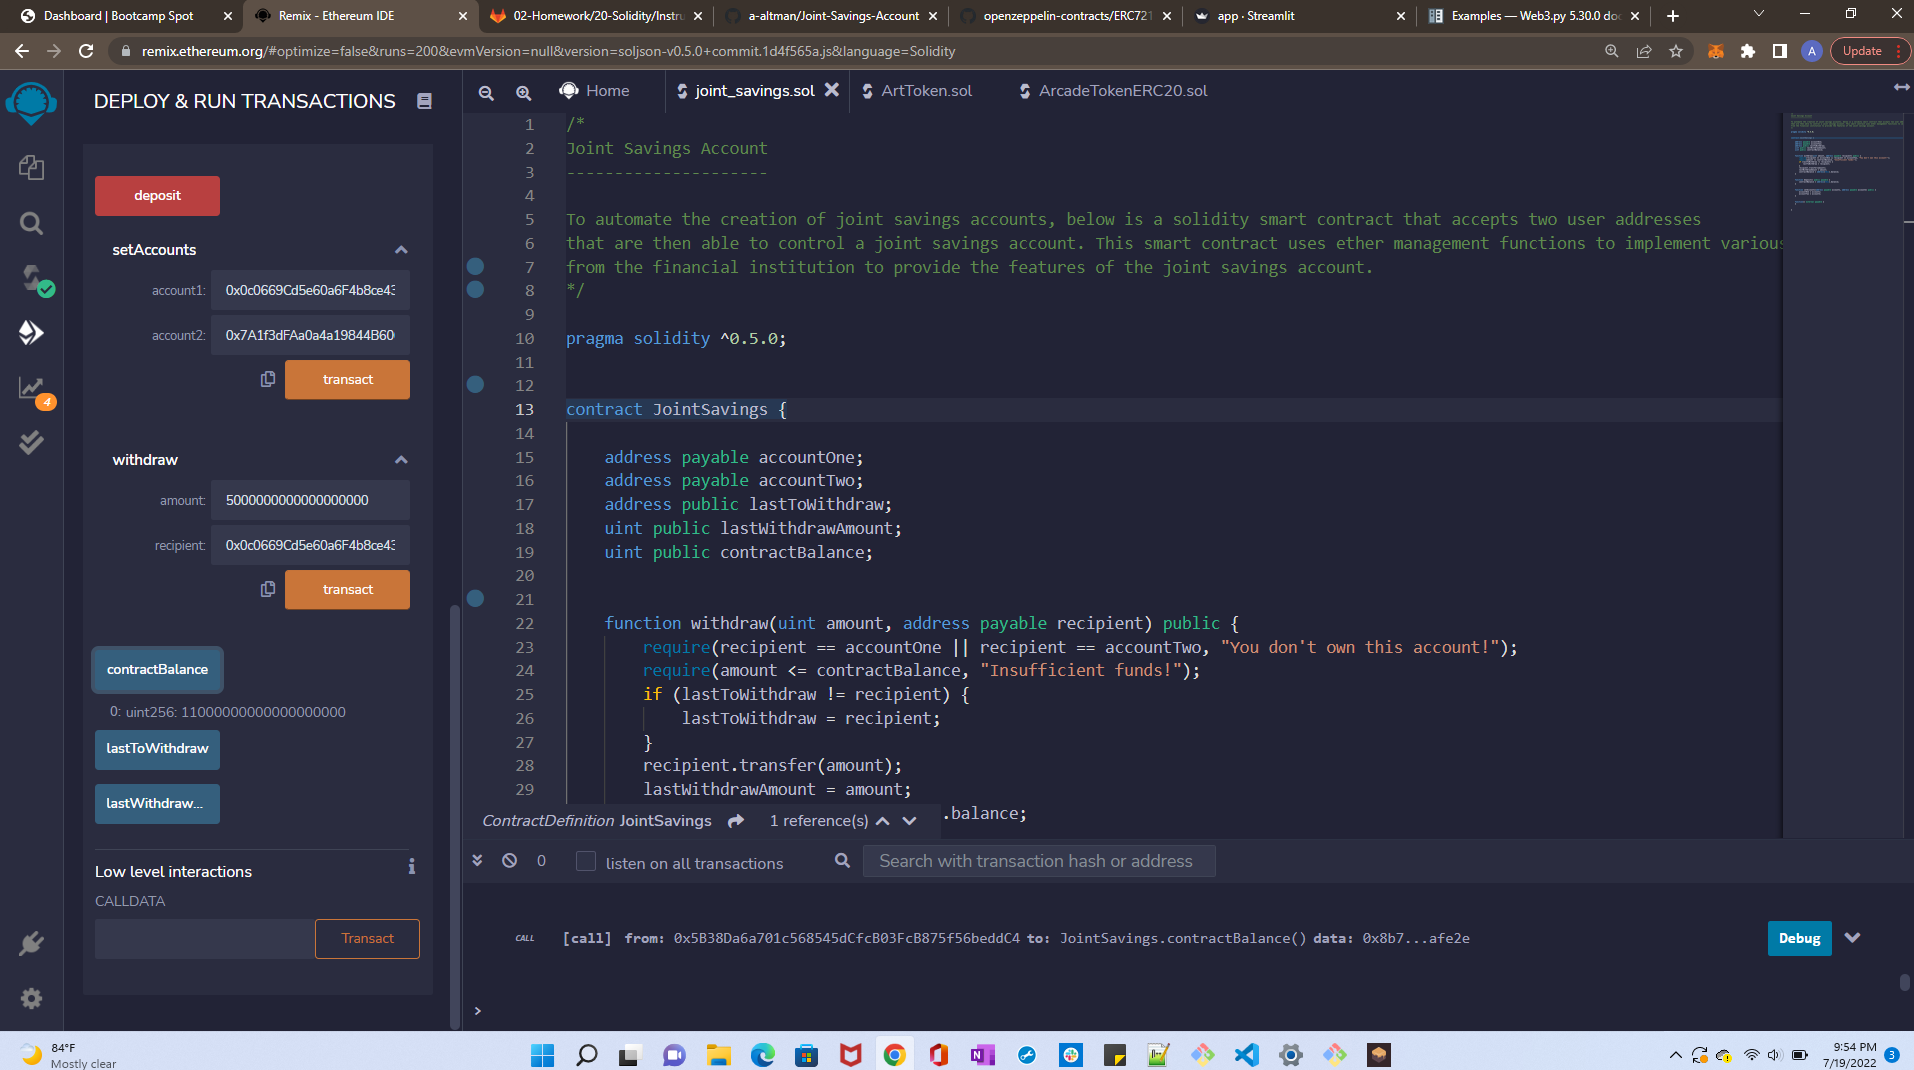 Dashboard | Bootcamp Spot
Remix - Ethereum IDE
02-Homework/20-Solidity/Instru
a-altman/Joint-Savings-Account
openzeppelin-contracts/ERC721
app · Streamlit
Examples — Web3.py 5.30.0 doc
remix.ethereum.org/#optimize=false&runs=200&evmVersion=null&version=soljson-v0.5.0+commit.1d4f565a.js&language=Solidity
A
Update
DEPLOY & RUN TRANSACTIONS
deposit
setAccounts
account1: 0x0c0669Cd5e60a6F4b8ce43
account2: 0x7A1f3dFAa0a4a19844B60
transact
4
withdraw
amount: 5000000000000000000
recipient: 0x0c0669Cd5e60a6F4b8ce43
transact
contractBalance
0: uint256: 11000000000000000000
lastToWithdraw
lastWithdraw...
Low level interactions
CALLDATA
Transact
Home
joint_savings.sol
ArtToken.sol
ArcadeTokenERC20.sol
1 /*
2 Joint Savings Account
3 ---------------------
4
5 To automate the creation of joint savings accounts, below is a solidity smart contract that accepts two user addresses
6 that are then able to control a joint savings account. This smart contract uses ether management functions to implement various
7 from the financial institution to provide the features of the joint savings account.
8 */
9
10 pragma solidity ^0.5.0;
11
12
13 contract JointSavings {
14
15 address payable accountOne;
16 address payable accountTwo;
17 address public lastToWithdraw;
18 uint public lastWithdrawAmount;
19 uint public contractBalance;
20
21
22 function withdraw(uint amount, address payable recipient) public {
23 require(recipient == accountOne || recipient == accountTwo, "You don't own this account!");
24 require(amount <= contractBalance, "Insufficient funds!");
25 if (lastToWithdraw != recipient) {
26 lastToWithdraw = recipient;
27 }
28 recipient.transfer(amount);
29 lastWithdrawAmount = amount;
.balance;
ContractDefinition JointSavings 1 reference(s)
0 listen on all transactions
Search with transaction hash or address
CALL [call] from: 0x5B38Da6a701c568545dCfcB03FcB875f56beddC4 to: JointSavings.contractBalance() data: 0x8b7...afe2e
Debug
>
84°F
Mostly clear
9:54 PM
7/19/2022
3